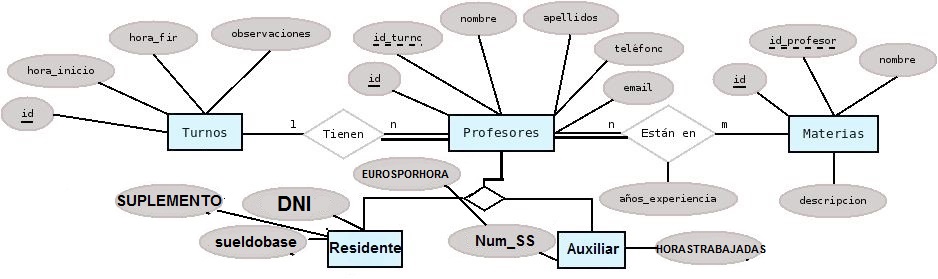 nombre
apellidos
hora_fir
observaciones
id_turnc
id_profesor
teléfonc
nombre
hora_inicio
id
id
email
id
Turnos
1
Tienen
n
Profesores
n
Están en
m
Materias
EUROSPORHORA
SUPLEMENTO
DNI
años_experiencia
descripcion
sueldobase
Residente
Num_SS
Auxiliar
HORASTRABAJADAS